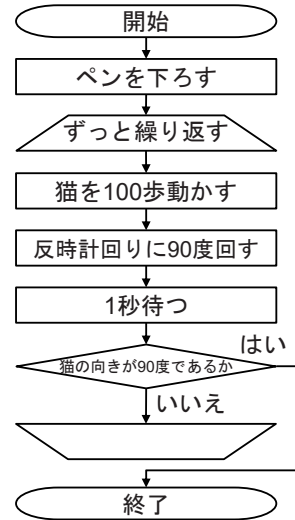 開始
ペンを下ろす
ずっと繰り返す
猫を100歩動かす
反時計回りに90度回す
1秒待つ
猫の向きが90度であるか
はい
いいえ
終了